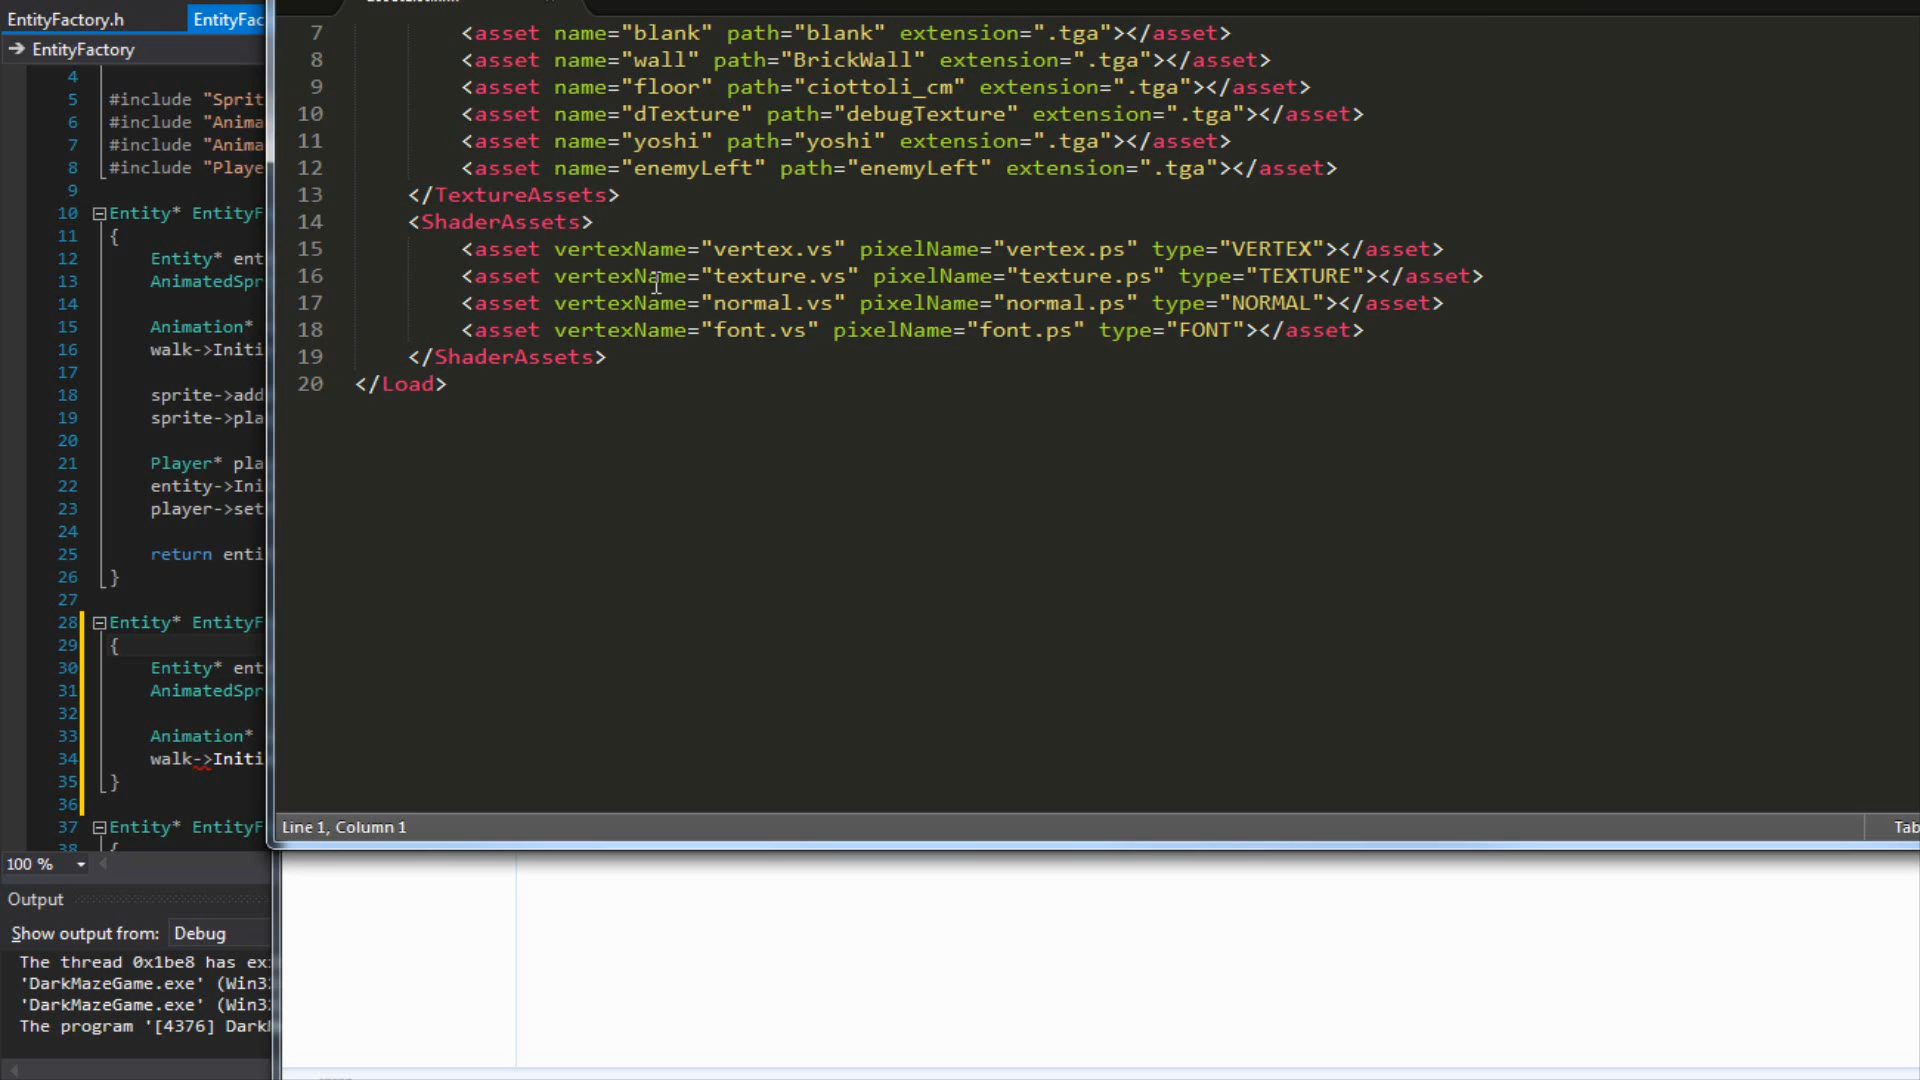 EntityFactory.h
EntityFac
EntityFactory
4
5 #include "Sprit
6 #include "Anima
7 #include "Anima
8 #include "Playe
9
10 Entity* EntityF
11 {
12 Entity* ent
13 AnimatedSpr
14
15 Animation*
16 walk->Initi
17
18 sprite->add
19 sprite->pla
20
21 Player* pla
22 entity->Ini
23 player->set
24
25 return enti
26 }
27
28 Entity* EntityF
29 {
30 Entity* ent
31 AnimatedSpr
32
33 Animation*
34 walk->Initi
35 }
36
37 Entity* EntityF
38 {
100 %
Output
Show output from: Debug
The thread 0x1be8 has ex
'DarkMazeGame.exe' (Win3
'DarkMazeGame.exe' (Win3
The program '[4376] Dark
7 <asset name="blank" path="blank" extension=".tga"></asset>
8 <asset name="wall" path="BrickWall" extension=".tga"></asset>
9 <asset name="floor" path="ciottoli_cm" extension=".tga"></asset>
10 <asset name="dTexture" path="debugTexture" extension=".tga"></asset>
11 <asset name="yoshi" path="yoshi" extension=".tga"></asset>
12 <asset name="enemyLeft" path="enemyLeft" extension=".tga"></asset>
13 </TextureAssets>
14 <ShaderAssets>
15 <asset vertexName="vertex.vs" pixelName="vertex.ps" type="VERTEX"></asset>
16 <asset vertexName="texture.vs" pixelName="texture.ps" type="TEXTURE"></asset>
17 <asset vertexName="normal.vs" pixelName="normal.ps" type="NORMAL"></asset>
18 <asset vertexName="font.vs" pixelName="font.ps" type="FONT"></asset>
19 </ShaderAssets>
20 </Load>
Line 1, Column 1
Tab